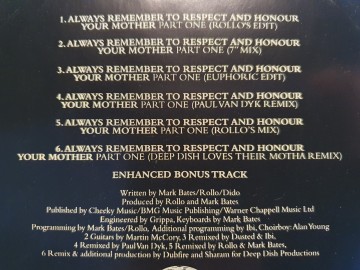 1. ALWAYS REMEMBER TO RESPECT AND HONOUR
YOUR MOTHER PART ONE (ROLLO'S EDIT)
2. ALWAYS REMEMBER TO RESPECT AND HONOUR
YOUR MOTHER PART ONE (7" MIX)
3. ALWAYS REMEMBER TO RESPECT AND HONOUR
YOUR MOTHER PART ONE (EUPHORIC EDIT)
4. ALWAYS REMEMBER TO RESPECT AND HONOUR
YOUR MOTHER PART ONE (PAUL VAN DYK REMIX)
5. ALWAYS REMEMBER TO RESPECT AND HONOUR
YOUR MOTHER PART ONE (ROLLO'S MIX)
6. ALWAYS REMEMBER TO RESPECT AND HONOUR
YOUR MOTHER PART ONE (DEEP DISH LOVES THEIR MOTHA REMIX)
ENHANCED BONUS TRACK
Written by Mark Bates/Rollo/Dido
Produced by Rollo and Mark Bates
Published by Cheeky Music/BMG Music Publishing/Warner Chappell Music Ltd
Engineered by Grippa, Keyboards by Mark Bates
Programming by Mark Bates/Rollo, Additional programming by Ibi, Choirboy: Alan Young
2 Guitars by Martin McCory, 3 Remixed by Dusted & Ibi,
4 Remixed by Paul Van Dyk, 5 Remixed by Rollo & Mark Bates,
6 Remix & additional production by Dubfire and Sharam for Deep Dish Productions